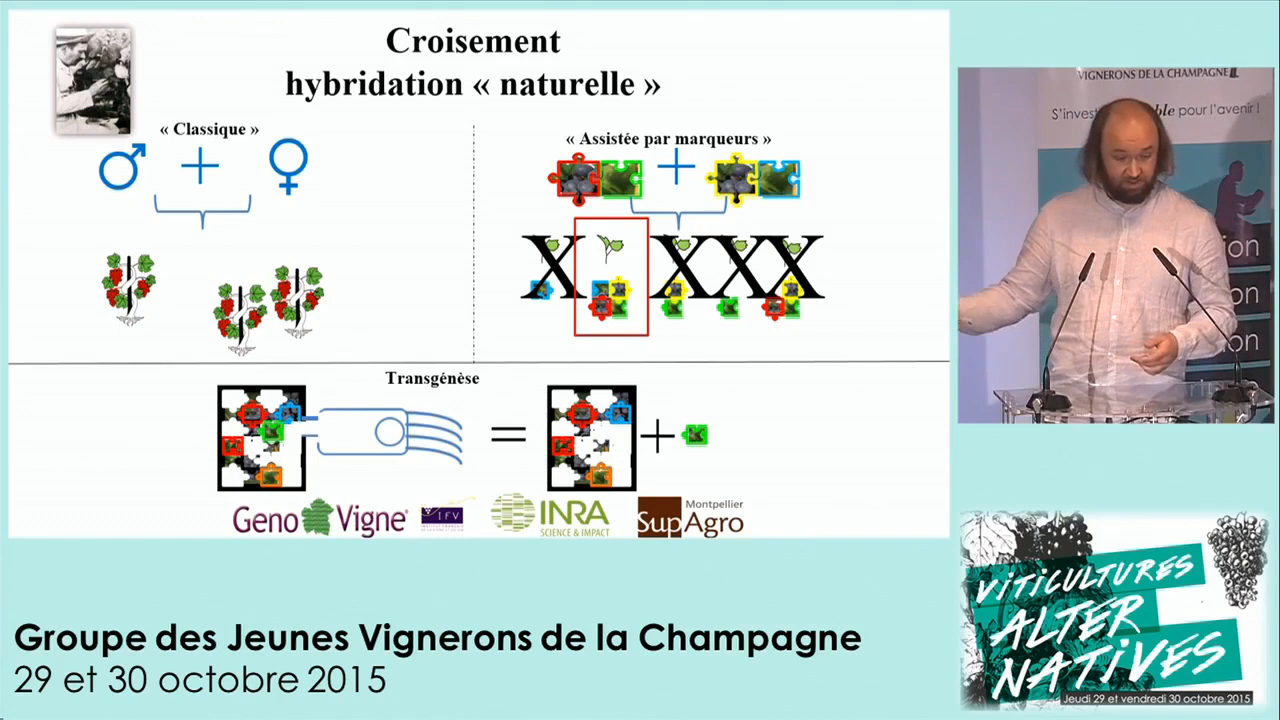 Croisement
hybridation « naturelle »
« Classique »
« Assistée par marqueurs »
X
X X X
Transgénèse
=
+
Geno Vigne
IFV
INRA
SCIENCE & IMPACT
Montpellier
SupAgro
VIGNERONS DE LA CHAMPAGNE
pour l'avenir !
Groupe des Jeunes Vignerons de la Champagne
29 et 30 octobre 2015
VITICULTURES
ALTER
NATIVES
Jeudi 29 et vendredi 30 octobre 2015